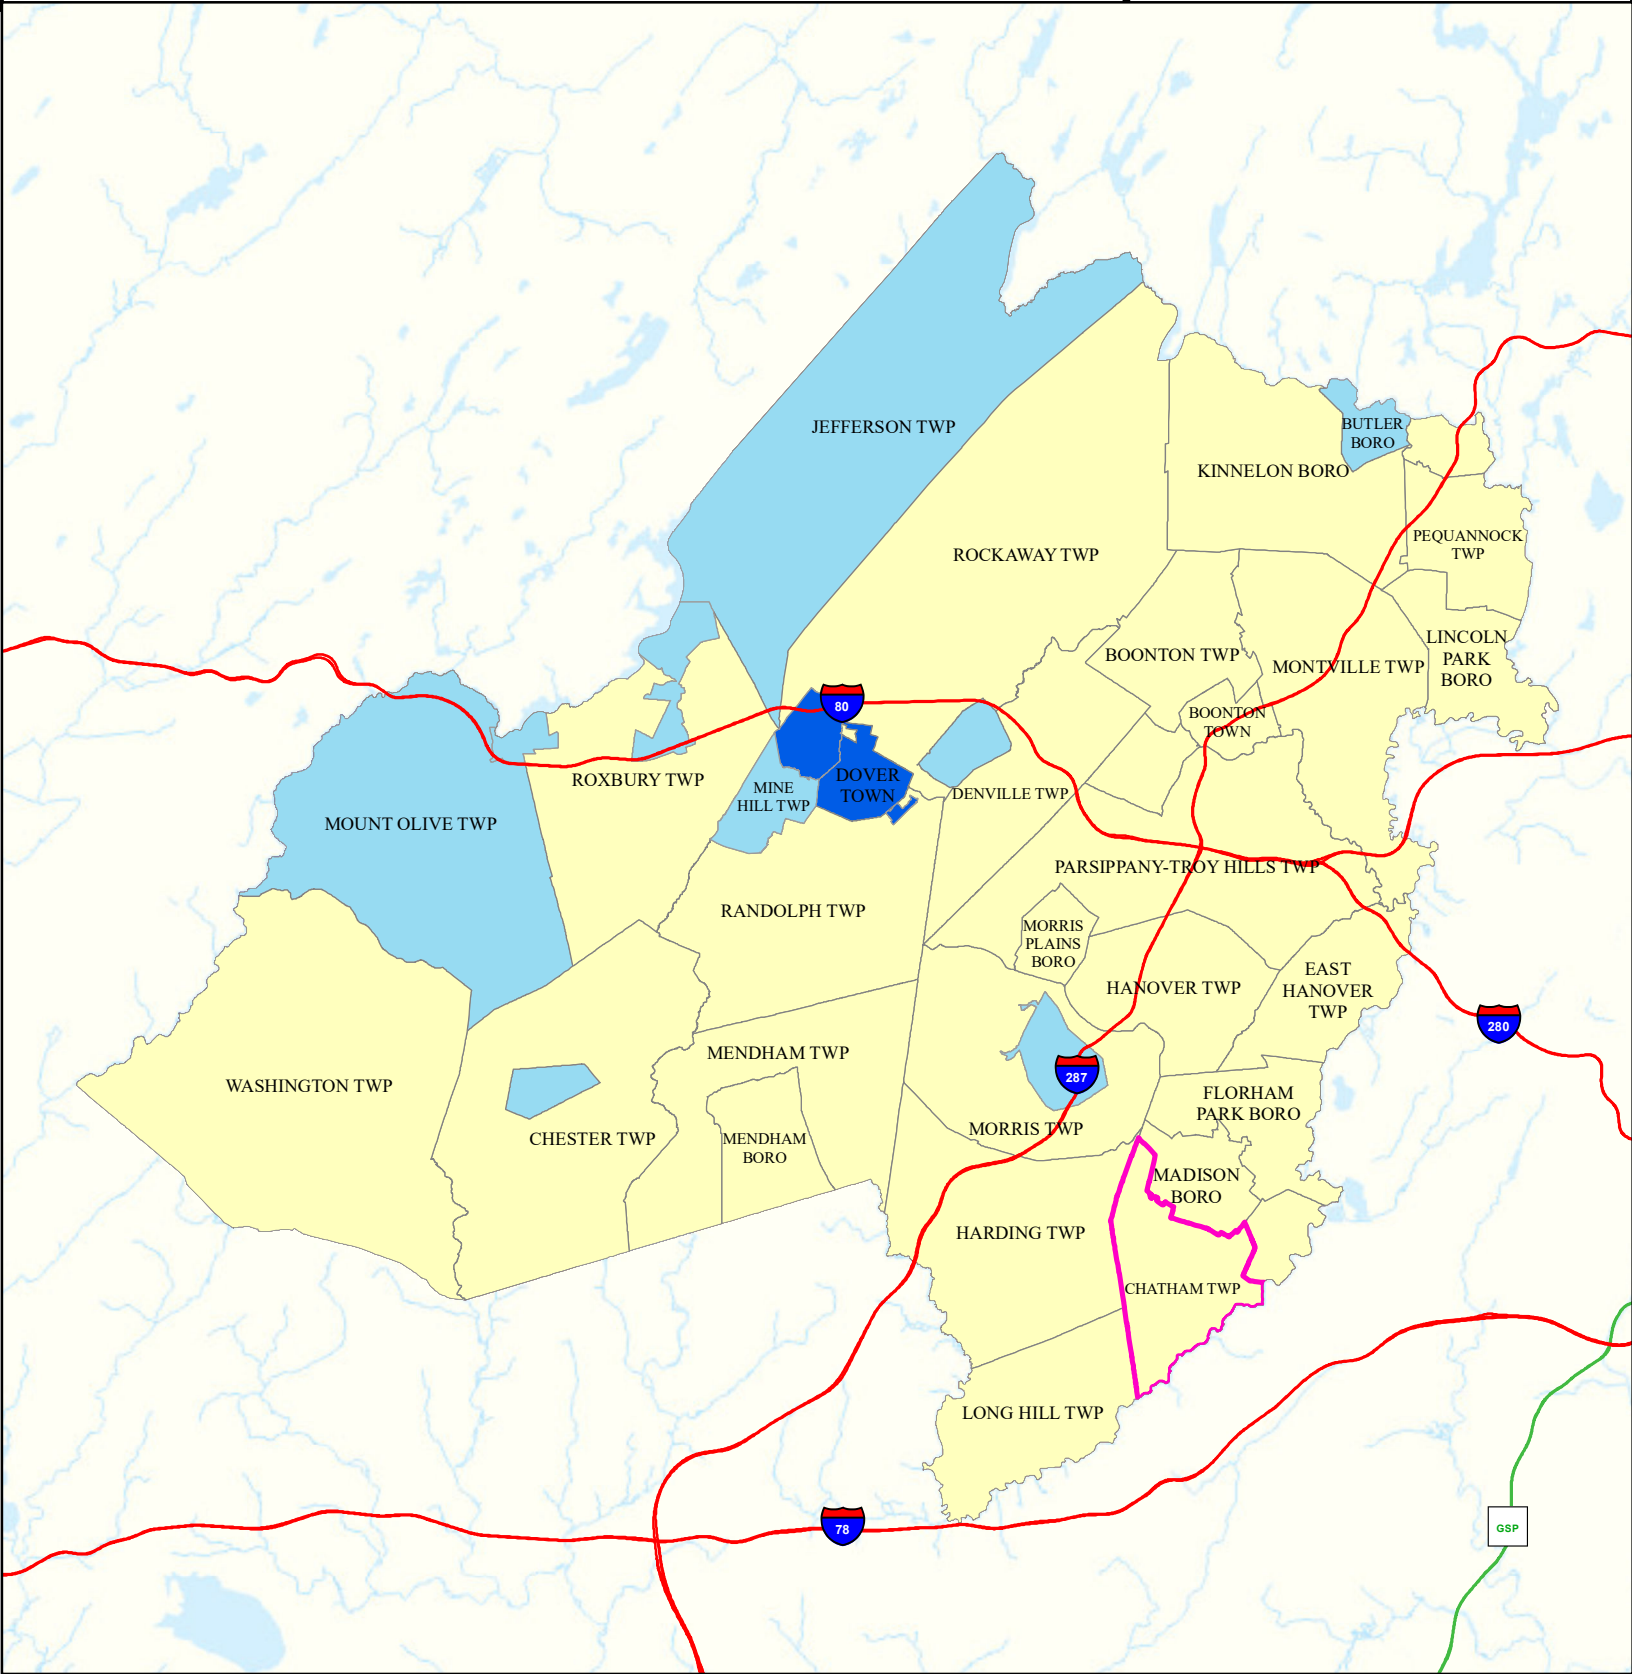 JEFFERSON TWP
BUTLER
BORO
KINNELON BORO
PEQUANNOCK
TWP
ROCKAWAY TWP
LINCOLN
PARK
BORO
BOONTON TWP
MONTVILLE TWP
80
BOONTON
TOWN
ROXBURY TWP
MINE
HILL TWP
DOVER
TOWN
DENVILLE TWP
MOUNT OLIVE TWP
PARSIPPANY-TROY HILLS TWP
RANDOLPH TWP
MORRIS
PLAINS
BORO
EAST
HANOVER
TWP
HANOVER TWP
280
MENDHAM TWP
287
WASHINGTON TWP
FLORHAM
PARK BORO
CHESTER TWP
MENDHAM
BORO
MORRIS TWP
MADISON
BORO
HARDING TWP
CHATHAM TWP
LONG HILL TWP
78
GSP